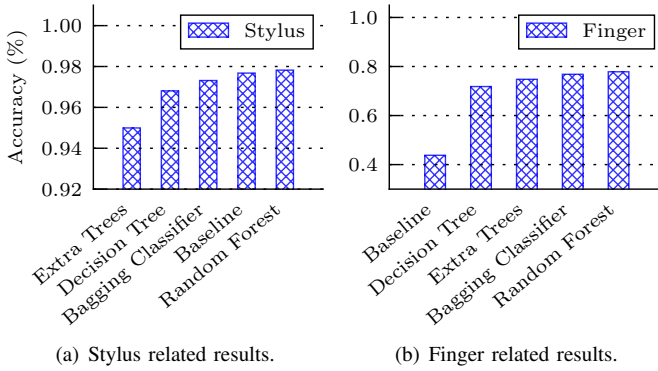 Accuracy (%)
1.00
0.98
0.96
0.94
0.92
Stylus
Extra Trees
Decision Tree
Bagging Classifier
Baseline
Random Forest
(a) Stylus related results.
1.0
0.8
0.6
0.4
Finger
Baseline
Decision Tree
Extra Trees
Bagging Classifier
Random Forest
(b) Finger related results.